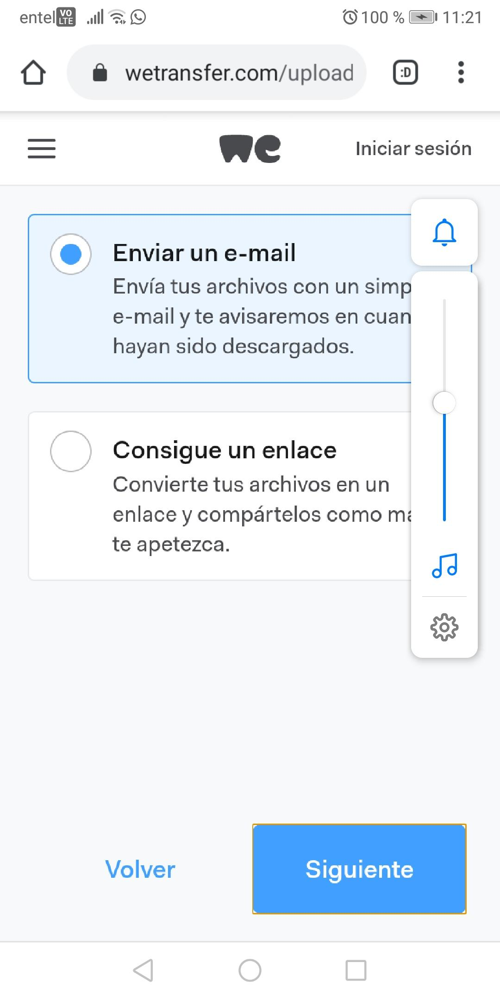 entel VO LTE 100 % 11:21
wetransfer.com/upload :D
we Iniciar sesión
Enviar un e-mail
Envía tus archivos con un simp
e-mail y te avisaremos en cuan
hayan sido descargados.
Consigue un enlace
Convierte tus archivos en un
enlace y compártelos como má
te apetezca.
Volver Siguiente